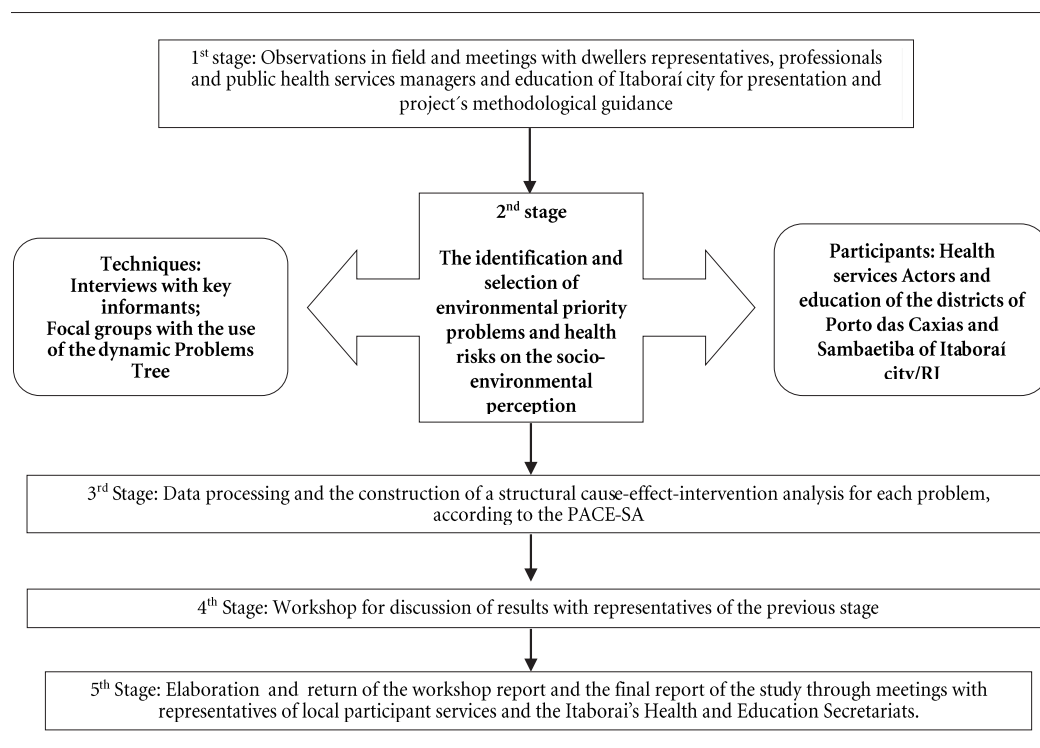 1st stage: Observations in field and meetings with dwellers representatives, professionals
and public health services managers and education of Itaboraí city for presentation and
project´s methodological guidance
2nd stage
The identification and
selection of
environmental priority
problems and health
risks on the socio-
environmental
perception
Techniques:
Interviews with key
informants;
Focal groups with the use
of the dynamic Problems
Tree
Participants: Health
services Actors and
education of the districts of
Porto das Caxias and
Sambaetiba of Itaboraí
city/RJ
3rd Stage: Data processing and the construction of a structural cause-effect-intervention analysis for each problem,
according to the PACE-SA
4th Stage: Workshop for discussion of results with representatives of the previous stage
5th Stage: Elaboration and return of the workshop report and the final report of the study through meetings with
representatives of local participant services and the Itaborai's Health and Education Secretariats.